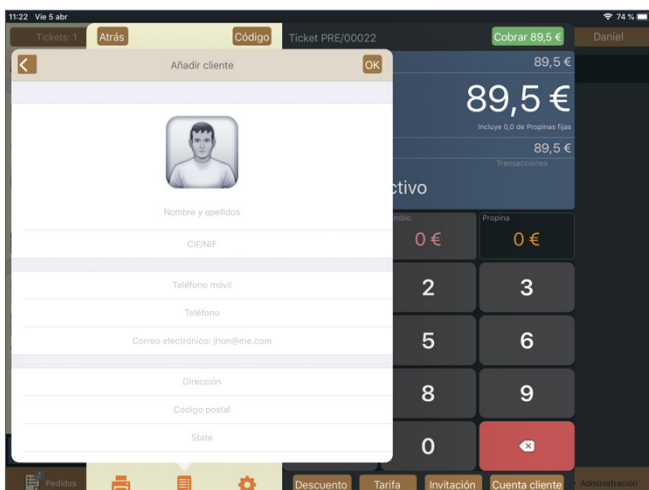 11:22 Vie 5 abr
74 %
Tickets: 1
Atrás
Código
Ticket PRE/00022
Cobrar 89,5 €
Daniel
Añadir cliente
OK
89,5 €
89,5 €
Incluye 0,0 de Propinas fijas
89,5 €
Transacciones
ctivo
mbio
0 €
Propina
0 €
Nombre y apellidos
CIF/NIF
Teléfono móvil
Teléfono
Correo electrónico: jhon@me.com
Dirección
Código postal
State
2
3
5
6
8
9
0
1
Pedidos
Descuento
Tarifa
Invitación
Cuenta cliente
Administración